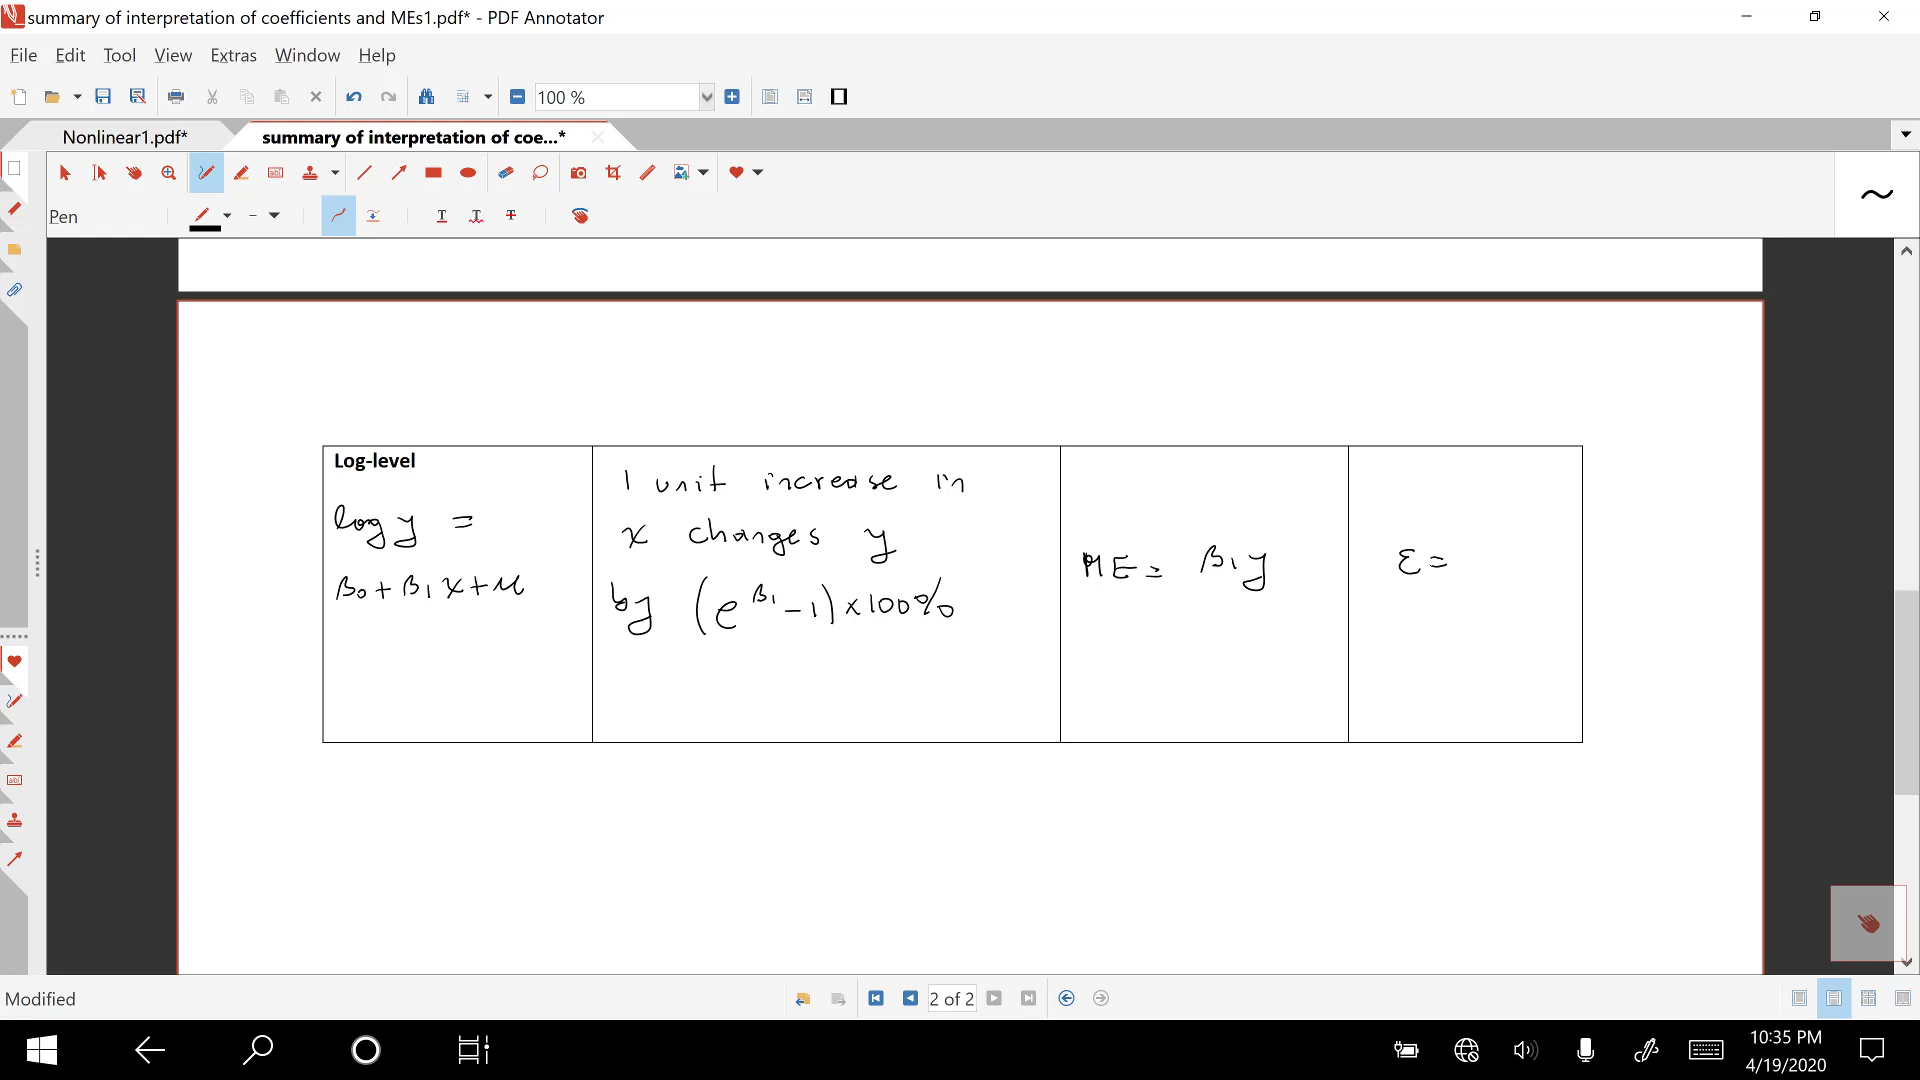 summary of interpretation of coefficients and MEs1.pdf* - PDF Annotator
File Edit Tool View Extras Window Help
100 %
Nonlinear1.pdf* summary of interpretation of coe...*
Pen
Log-level
log y =
β₀ + β₁ x + u
1 unit increase in
x changes y
by (e^β₁ - 1) × 100%
ME = β₁ y
ε =
Modified
2 of 2
10:35 PM
4/19/2020